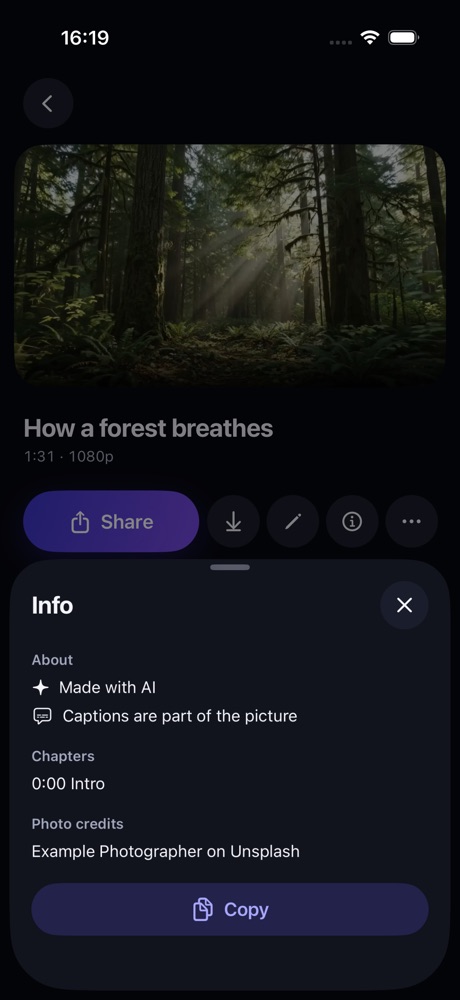 16:19
How a forest breathes
1:31 · 1080p
Share
Info
About
Made with AI
Captions are part of the picture
Chapters
0:00 Intro
Photo credits
Example Photographer on Unsplash
Copy